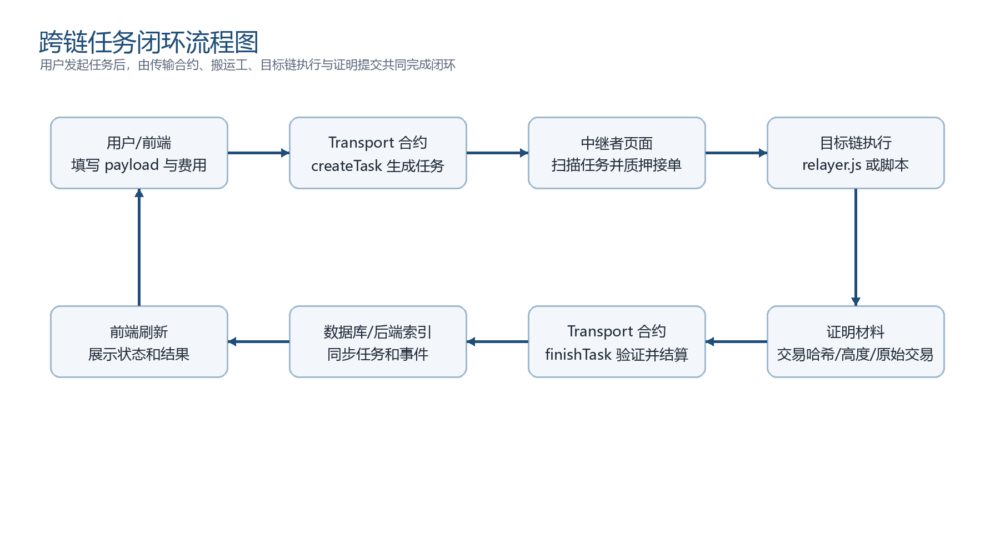 跨链任务闭环流程图
用户发起任务后，由传输合约、搬运工、目标链执行与证明提交共同完成闭环
用户/前端
填写 payload 与费用
Transport 合约
createTask 生成任务
中继者页面
扫描任务并质押接单
目标链执行
relayer.js 或脚本
前端刷新
展示状态和结果
数据库/后端索引
同步任务和事件
Transport 合约
finishTask 验证并结算
证明材料
交易哈希/高度/原始交易